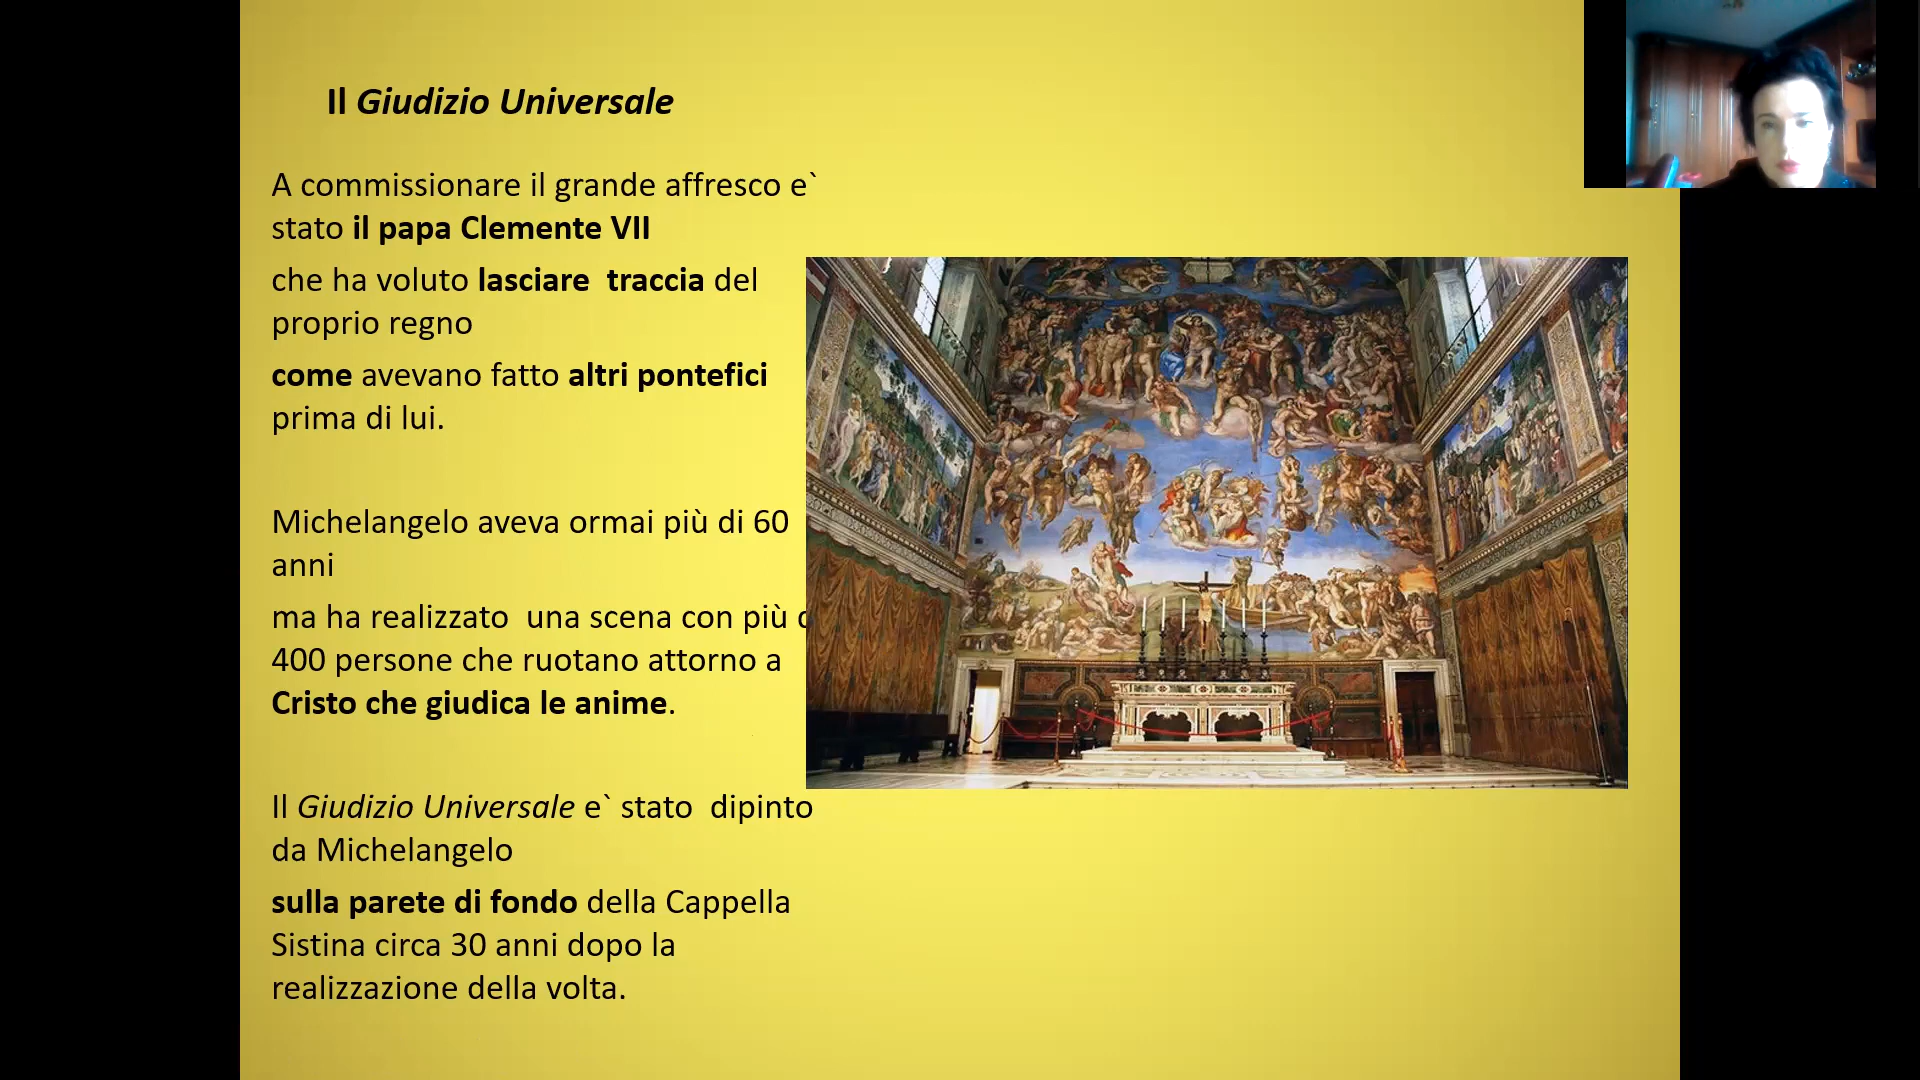 Il Giudizio Universale
A commissionare il grande affresco e`
stato il papa Clemente VII
che ha voluto lasciare  traccia del
proprio regno
come avevano fatto altri pontefici
prima di lui.
Michelangelo aveva ormai più di 60
anni
ma ha realizzato  una scena con più
400 persone che ruotano attorno a
Cristo che giudica le anime.
Il Giudizio Universale e` stato  dipinto
da Michelangelo
sulla parete di fondo della Cappella
Sistina circa 30 anni dopo la
realizzazione della volta.